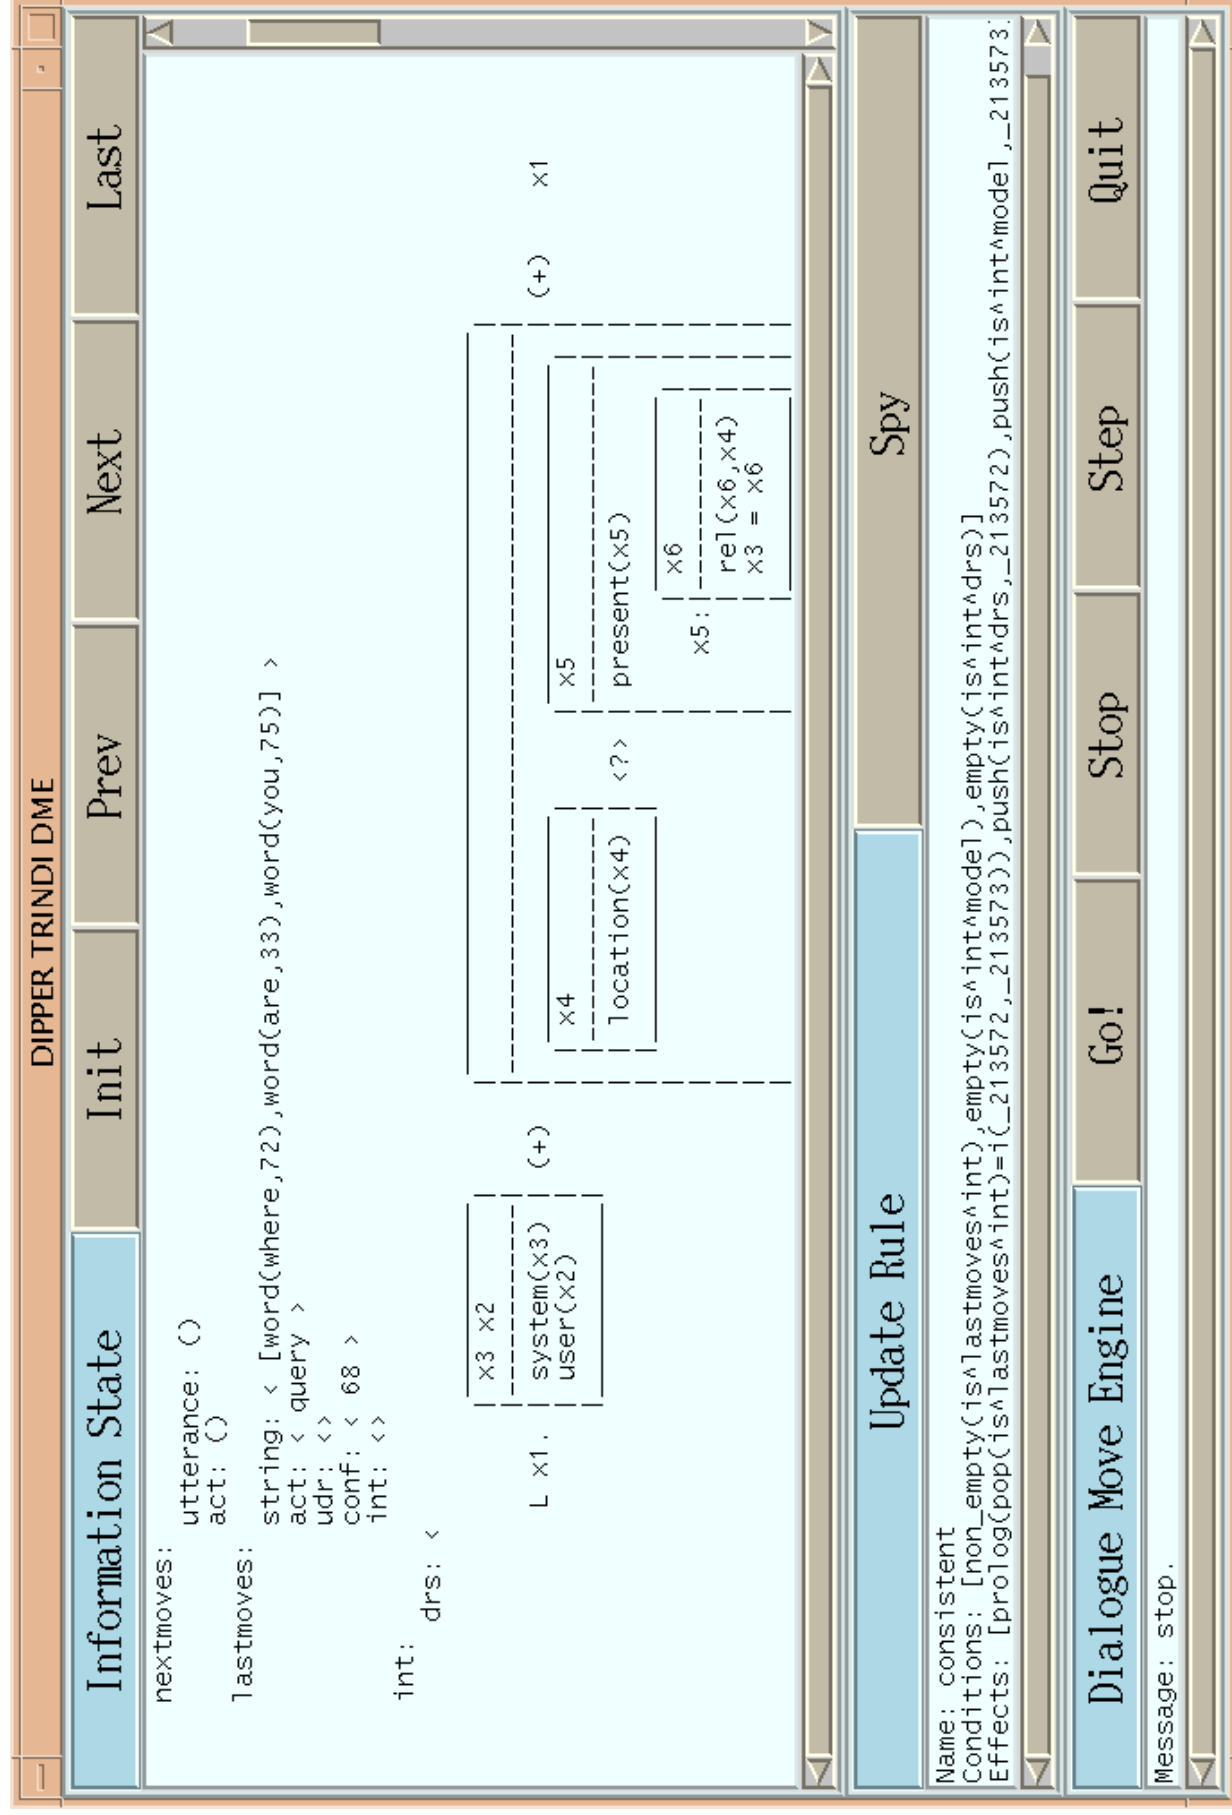 DIPPER TRINDI DME
Information State Init Prev Next Last
nextmoves:
utterance: ()
act: ()
lastmoves:
string: < [word(where,72),word(are,33),word(you,75)] >
act: < query >
udr: <>
conf: < 68 >
int: <>
int:
drs: <
x3 x2
x4 x5
L x1. system(x3) (+) (+) x1
user(x2)
location(x4) <?> present(x5)
x6
x5:
rel(x6,x4)
x3 = x6
Update Rule Spy
Name: consistent
Conditions: [non_empty(is^lastmoves^int),empty(is^int^model),empty(is^int^drs)]
Effects: [prolog(pop(is^lastmoves^int)=i(_213572,_213573)),push(is^int^drs,_213572),push(is^int^model,_213573)
Dialogue Move Engine Go! Stop Step Quit
Message: stop.